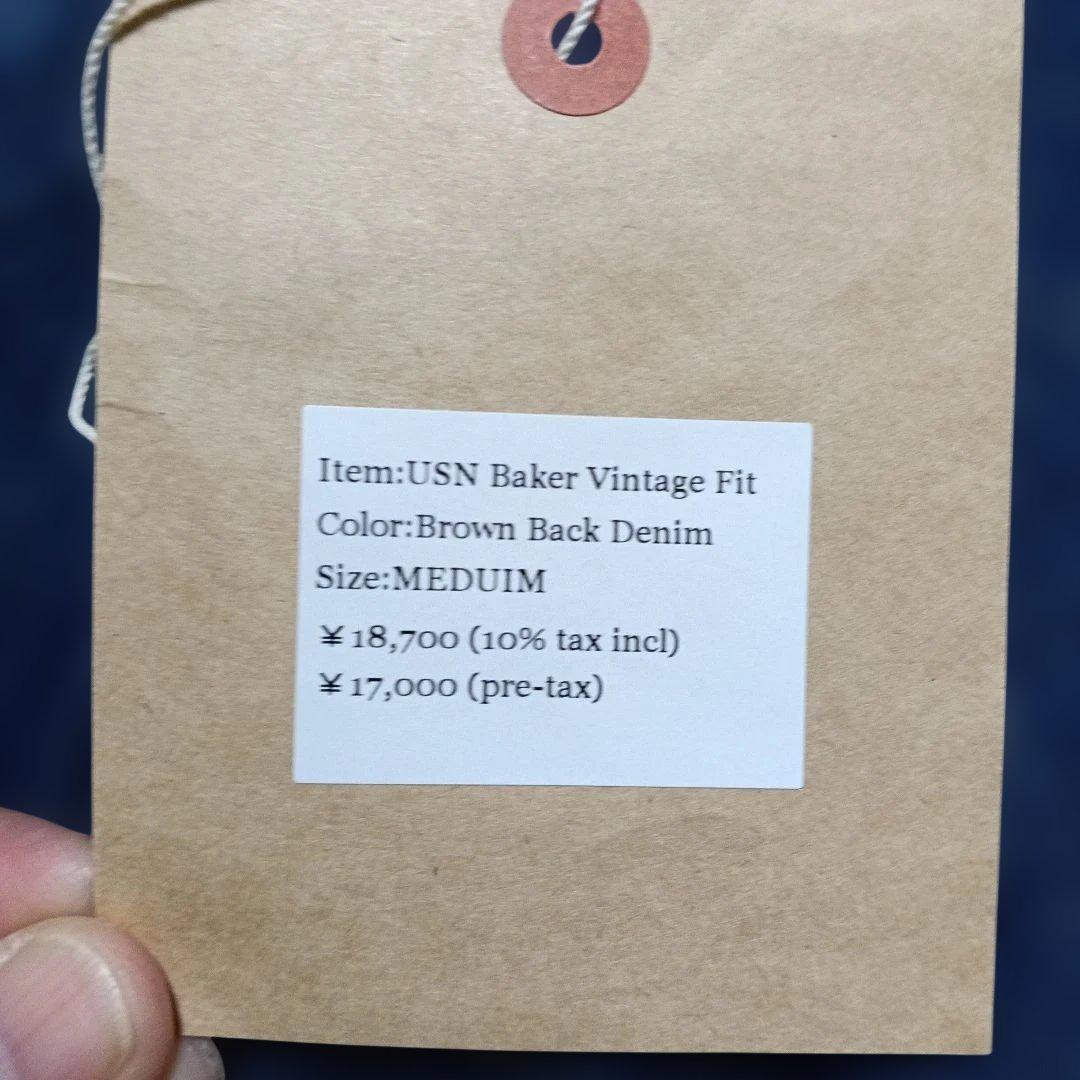 Item:USN Baker Vintage Fit
Color:Brown Back Denim
Size:MEDUIM
¥18,700 (10% tax incl)
¥17,000 (pre-tax)